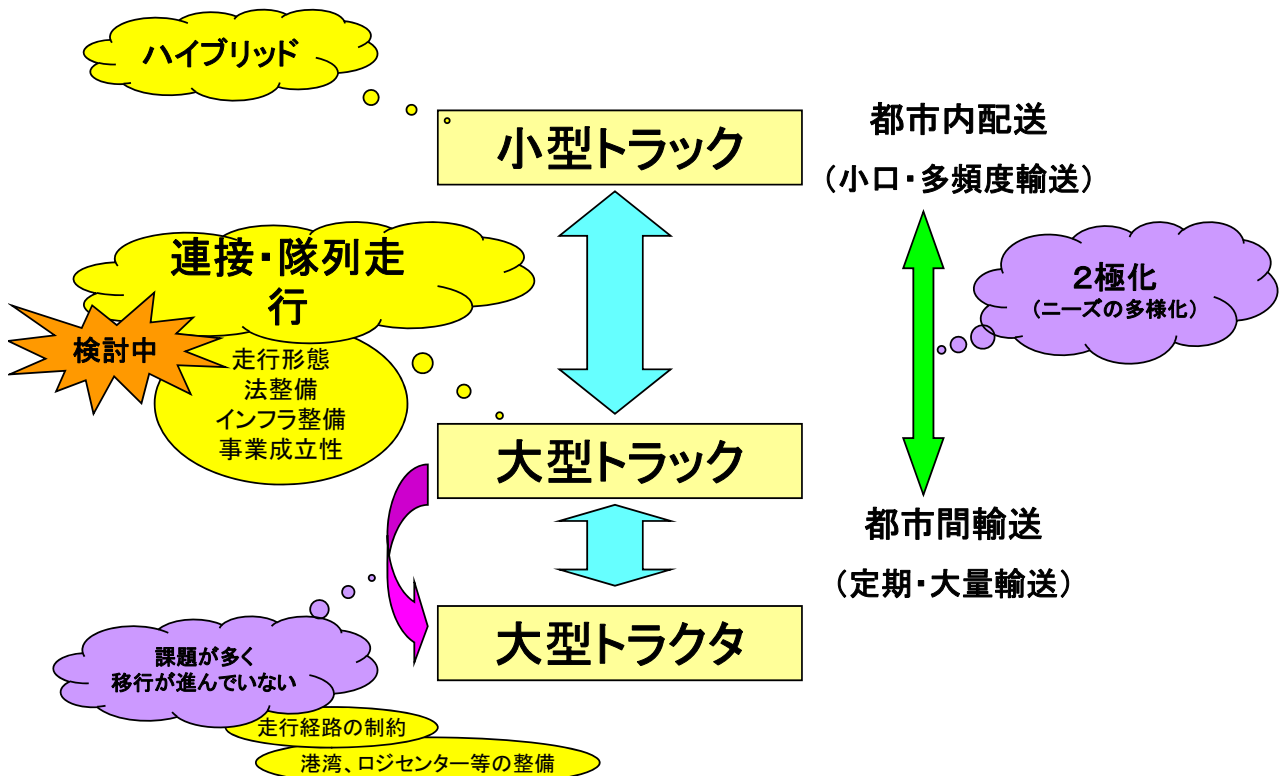 ハイブリッド
小型トラック
都市内配送
（小口・多頻度輸送）
連接・隊列走
行
検討中
走行形態
法整備
インフラ整備
事業成立性
２極化
（ニーズの多様化）
大型トラック
都市間輸送
（定期・大量輸送）
大型トラクタ
課題が多く
移行が進んでいない
走行経路の制約
港湾、ロジセンター等の整備